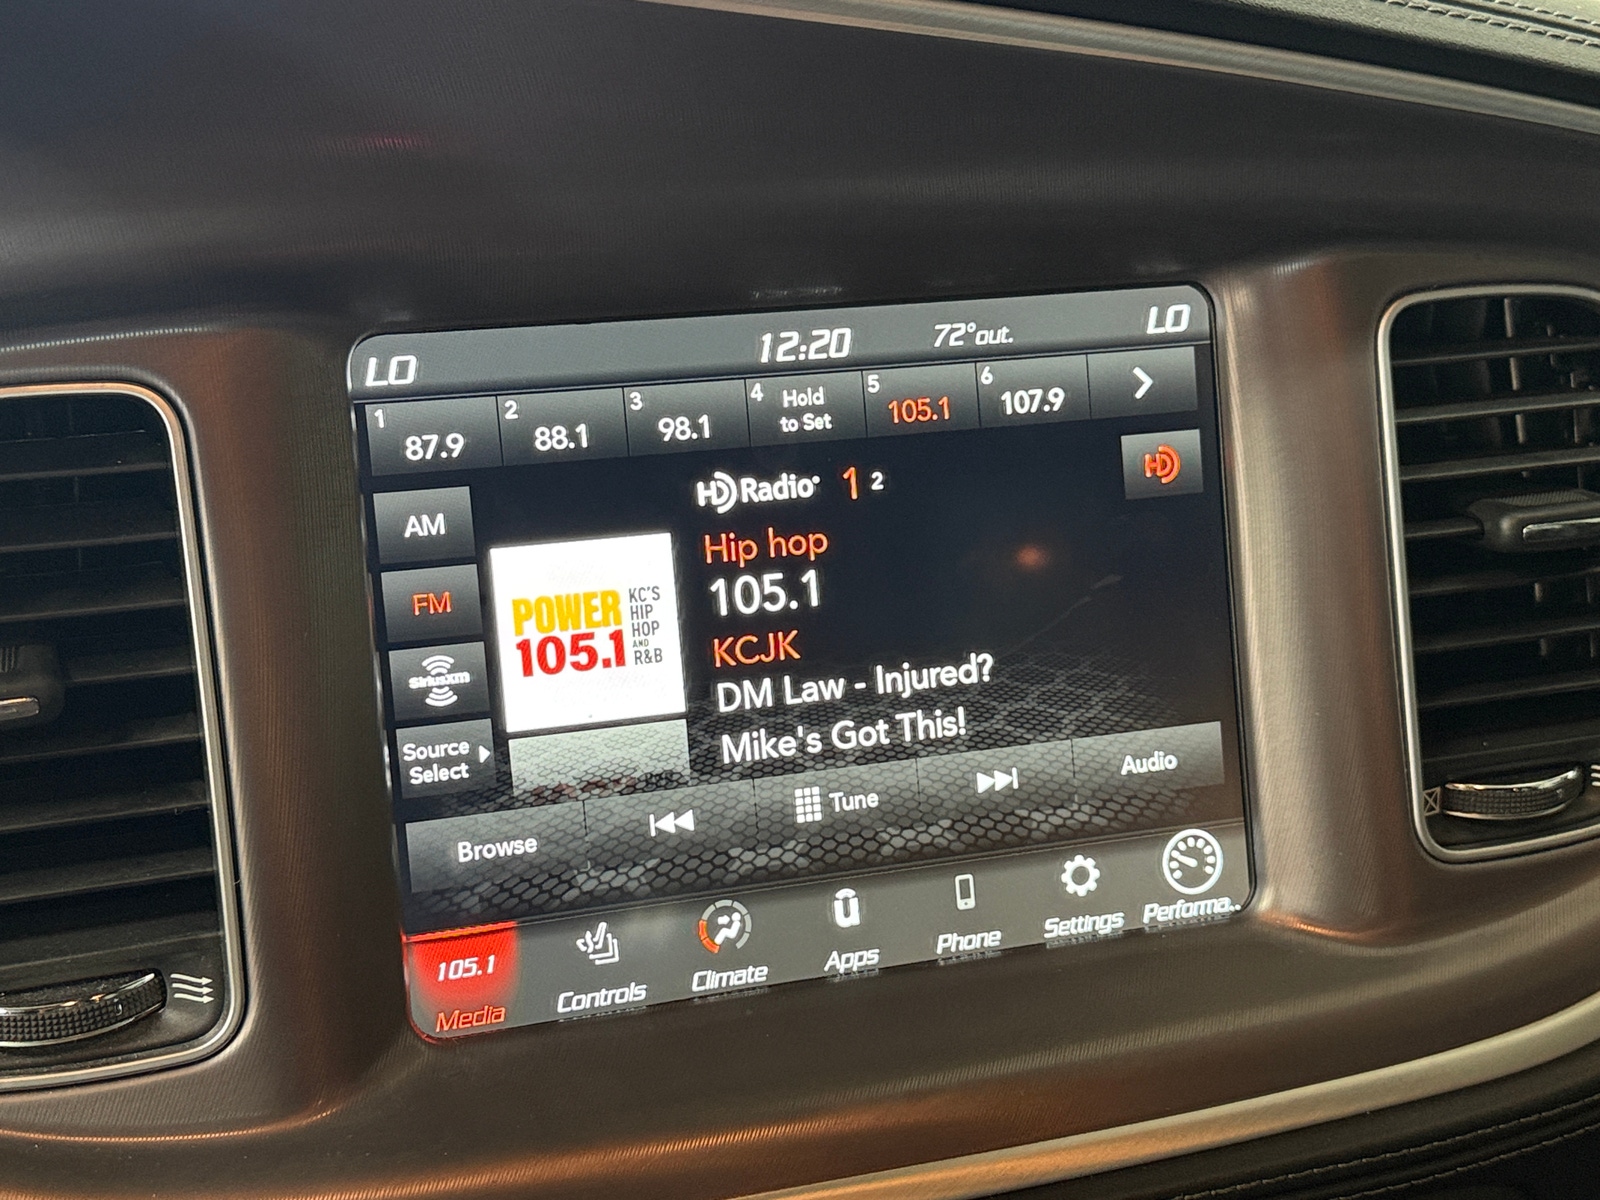 LO 12:20 72°out. LO
1 87.9 2 88.1 3 98.1 4 Hold to Set 5 105.1 6 107.9
HD Radio 1 2 HD
AM
FM
SiriusXM
Source
Select
POWER
105.1
KC'S
HIP
HOP
AND
R&B
Hip hop
105.1
KCJK
DM Law - Injured?
Mike's Got This!
Browse Tune Audio
105.1
Media Controls Climate Apps Phone Settings Performa..